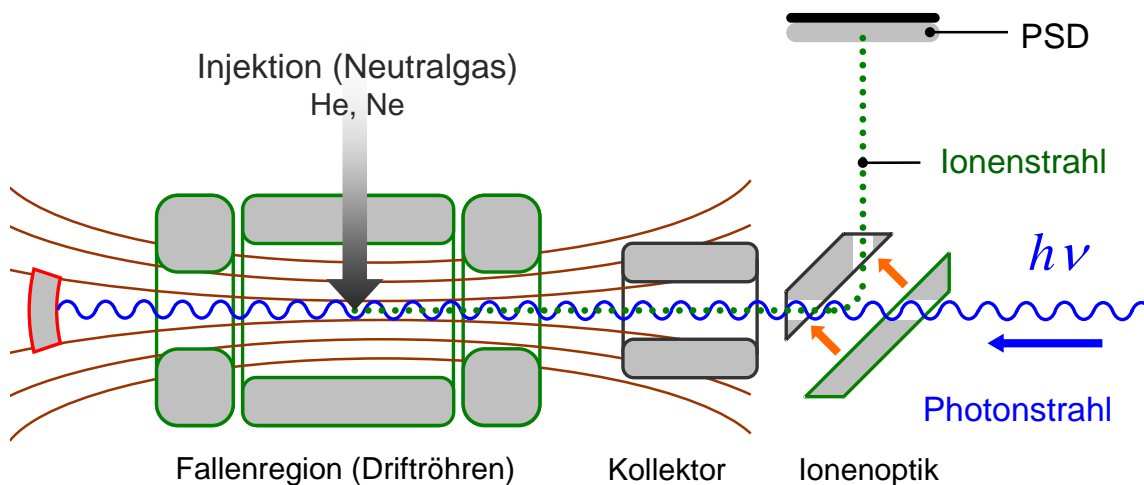 PSD
Injektion (Neutralgas)
He, Ne
Ionenstrahl
hν
Photonstrahl
Fallenregion (Driftröhren)
Kollektor
Ionenoptik